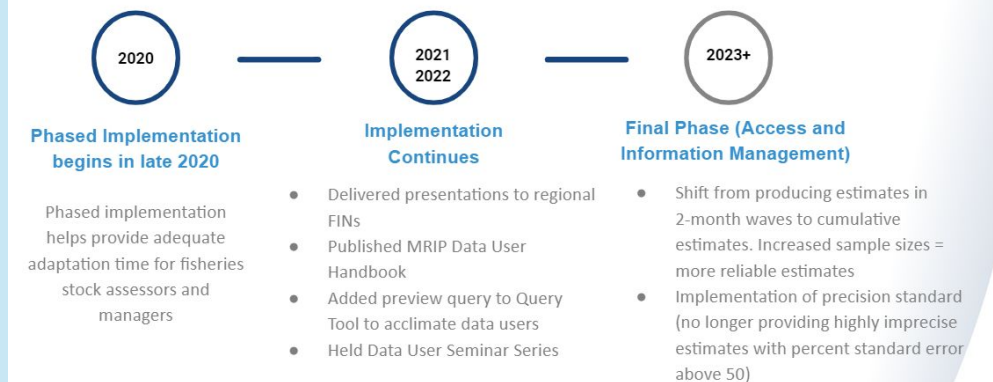 2020
Phased Implementation
begins in late 2020
Phased implementation
helps provide adequate
adaptation time for fisheries
stock assessors and
managers
2021
2022
Implementation
Continues
● Delivered presentations to regional
FINs
● Published MRIP Data User
Handbook
● Added preview query to Query
Tool to acclimate data users
● Held Data User Seminar Series
2023+
Final Phase (Access and
Information Management)
● Shift from producing estimates in
2-month waves to cumulative
estimates. Increased sample sizes =
more reliable estimates
● Implementation of precision standard
(no longer providing highly imprecise
estimates with percent standard error
above 50)